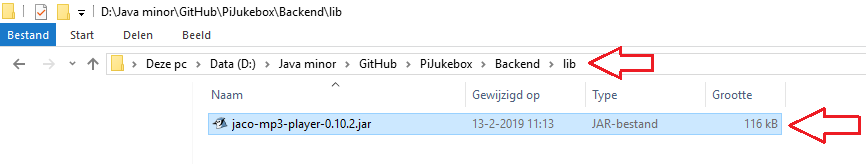 D:\Java minor\GitHub\PiJukebox\Backend\lib
Bestand Start Delen Beeld
Deze pc Data (D:) Java minor GitHub PiJukebox Backend lib
Naam Gewijzigd op Type Grootte
jaco-mp3-player-0.10.2.jar 13-2-2019 11:13 JAR-bestand 116 kB